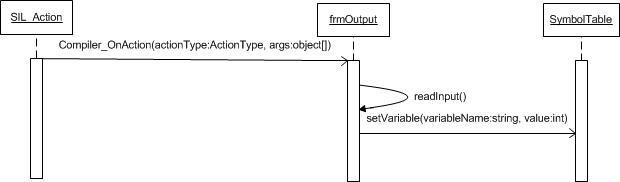 SIL_Action
frmOutput
SymbolTable
Compiler_OnAction(actionType:ActionType, args:object[])
readInput()
setVariable(variableName:string, value:int)